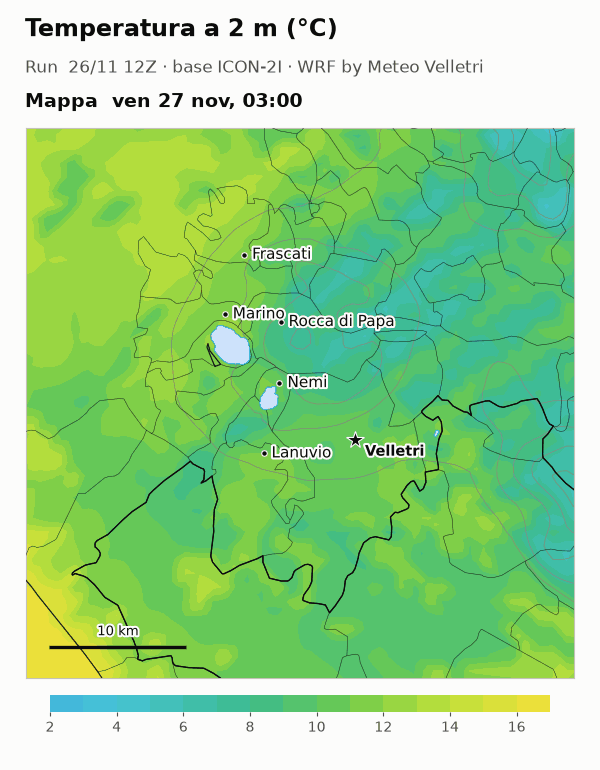 Temperatura a 2 m (°C)
Run  26/11 12Z · base ICON-2I · WRF by Meteo Velletri
Mappa  ven 27 nov, 03:00
Frascati
Marino
Rocca di Papa
Nemi
Velletri
Lanuvio
10 km
2 4 6 8 10 12 14 16